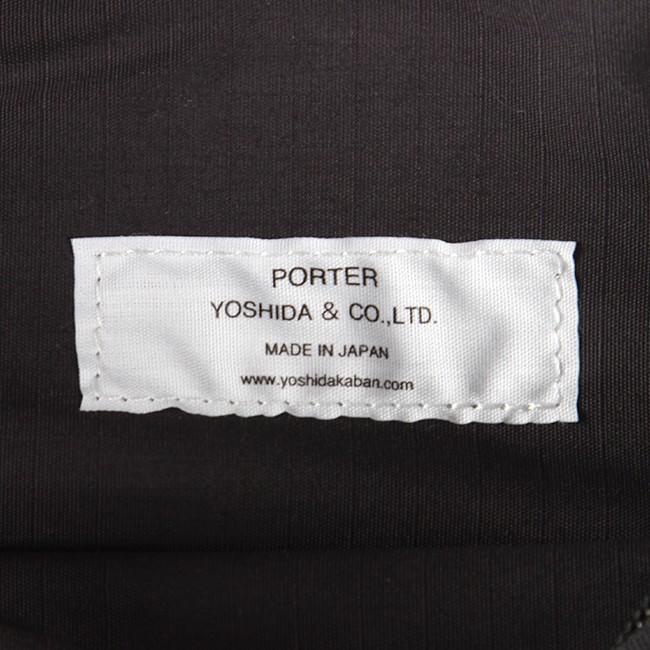 PORTER
YOSHIDA & CO.,LTD.
MADE IN JAPAN
www.yoshidakaban.com